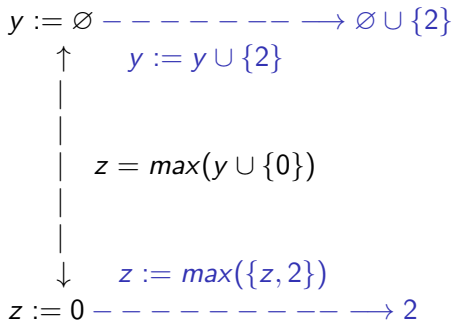 y := ∅ − − − − − − − → ∅ ∪ {2}
y := y ∪ {2}
z = max(y ∪ {0})
z := max({z, 2})
z := 0 − − − − − − − − − → 2